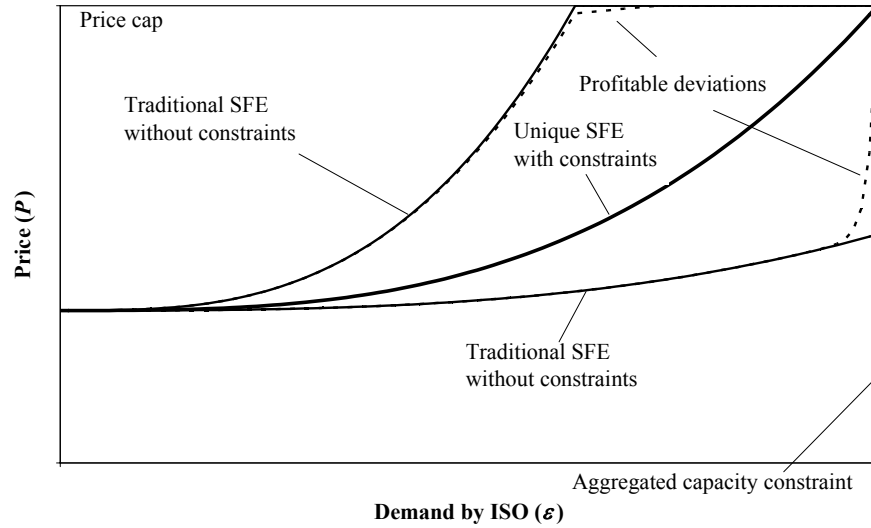 Price cap
Profitable deviations
Traditional SFE
without constraints
Unique SFE
with constraints
Price (P)
Traditional SFE
without constraints
Aggregated capacity constraint
Demand by ISO (ε)